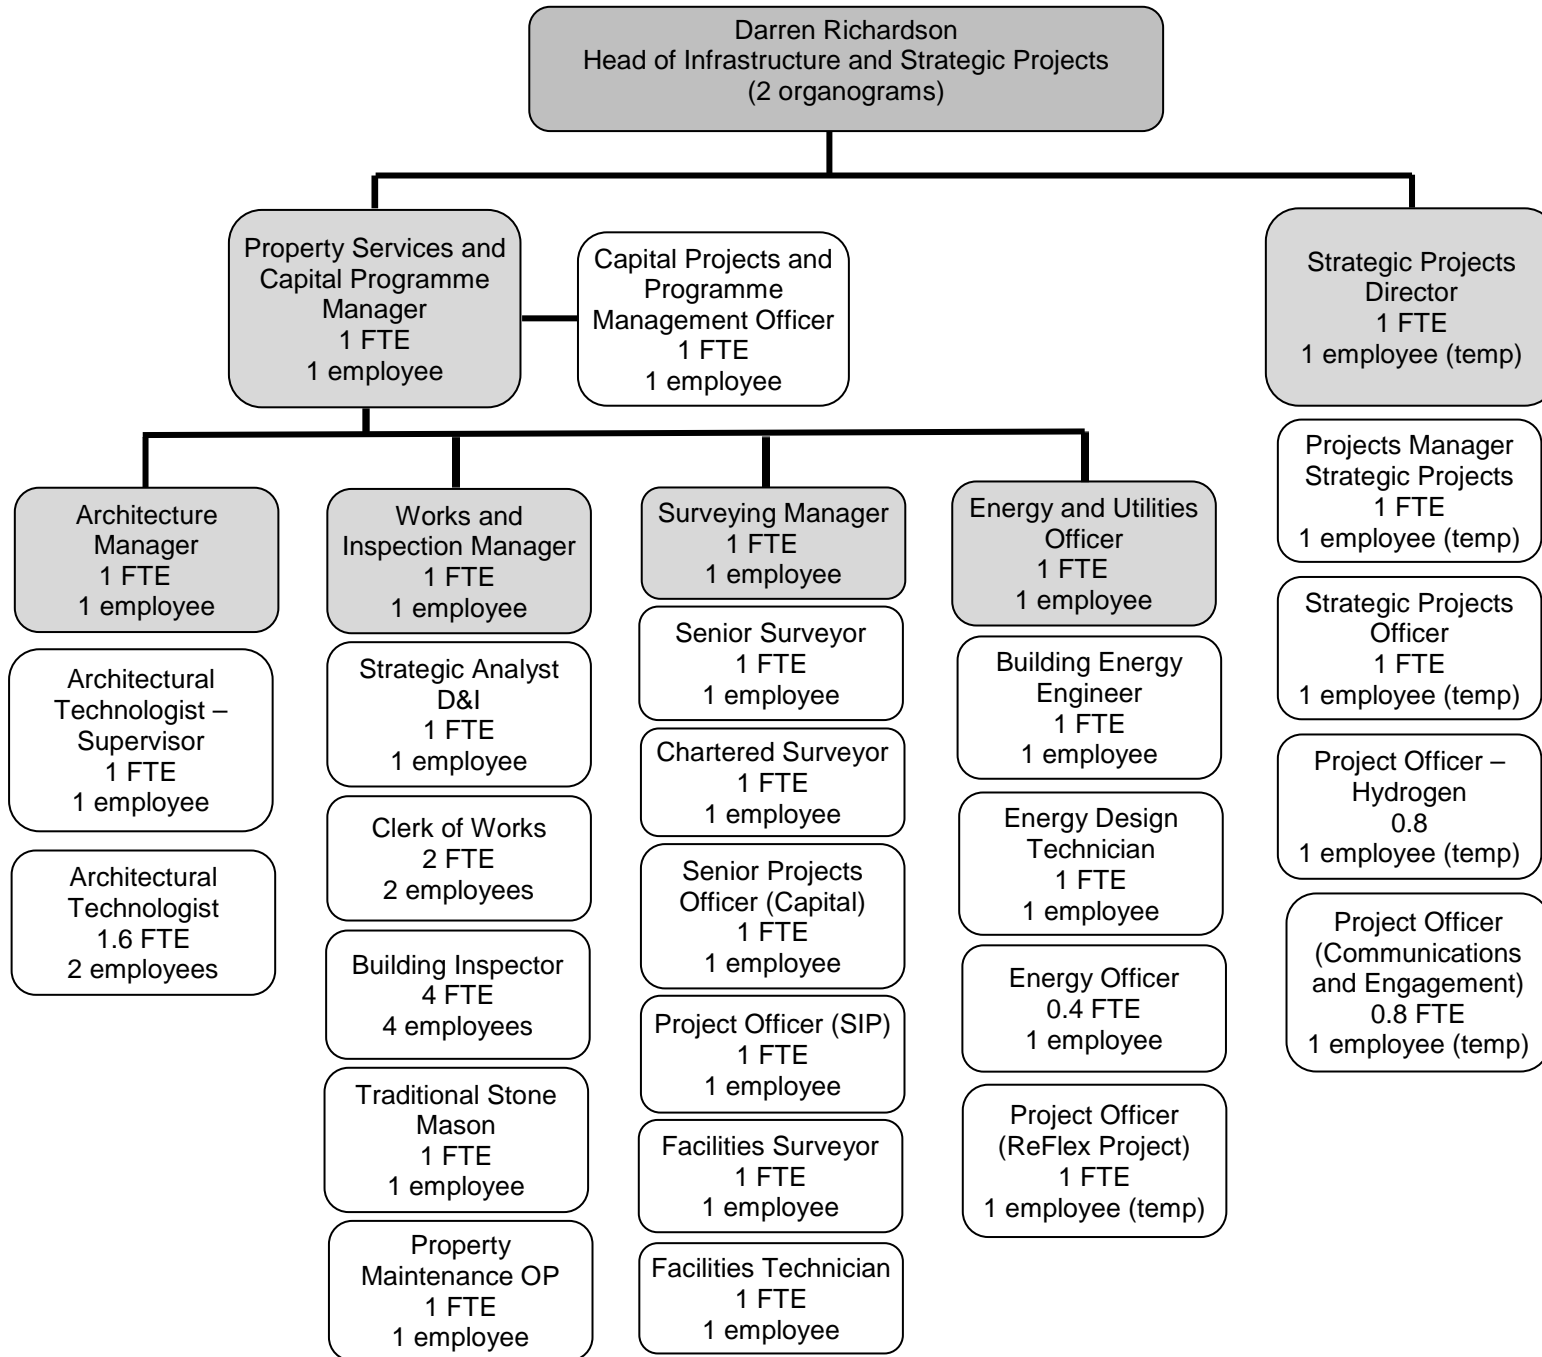 Darren Richardson
Head of Infrastructure and Strategic Projects
(2 organograms)
Property Services and
Capital Programme
Manager
1 FTE
1 employee
Capital Projects and
Programme
Management Officer
1 FTE
1 employee
Strategic Projects
Director
1 FTE
1 employee (temp)
Architecture
Manager
1 FTE
1 employee
Architectural
Technologist –
Supervisor
1 FTE
1 employee
Architectural
Technologist
1.6 FTE
2 employees
Works and
Inspection Manager
1 FTE
1 employee
Strategic Analyst
D&I
1 FTE
1 employee
Clerk of Works
2 FTE
2 employees
Building Inspector
4 FTE
4 employees
Traditional Stone
Mason
1 FTE
1 employee
Property
Maintenance OP
1 FTE
1 employee
Surveying Manager
1 FTE
1 employee
Senior Surveyor
1 FTE
1 employee
Chartered Surveyor
1 FTE
1 employee
Senior Projects
Officer (Capital)
1 FTE
1 employee
Project Officer (SIP)
1 FTE
1 employee
Facilities Surveyor
1 FTE
1 employee
Facilities Technician
1 FTE
1 employee
Energy and Utilities
Officer
1 FTE
1 employee
Building Energy
Engineer
1 FTE
1 employee
Energy Design
Technician
1 FTE
1 employee
Energy Officer
0.4 FTE
1 employee
Project Officer
(ReFlex Project)
1 FTE
1 employee (temp)
Projects Manager
Strategic Projects
1 FTE
1 employee (temp)
Strategic Projects
Officer
1 FTE
1 employee (temp)
Project Officer –
Hydrogen
0.8
1 employee (temp)
Project Officer
(Communications
and Engagement)
0.8 FTE
1 employee (temp)